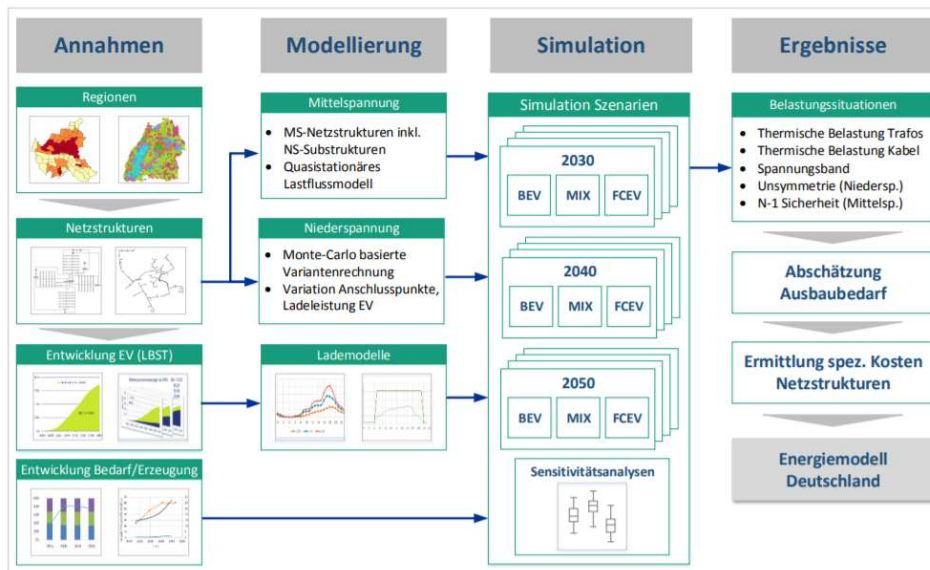 Annahmen
Modellierung
Simulation
Ergebnisse
Regionen
Netzstrukturen
Entwicklung EV (LBST)
Entwicklung Bedarf/Erzeugung
Mittelspannung
• MS-Netzstrukturen inkl.
NS-Substrukturen
• Quasistationäres
Lastflussmodell
Niederspannung
• Monte-Carlo basierte
Variantenrechnung
• Variation Anschlusspunkte,
Ladeleistung EV
Lademodelle
Simulation Szenarien
2030
BEV
MIX
FCEV
2040
BEV
MIX
FCEV
2050
BEV
MIX
FCEV
Sensitivitätsanalysen
Belastungssituationen
• Thermische Belastung Trafos
• Thermische Belastung Kabel
• Spannungsband
• Unsymmetrie (Niedersp.)
• N-1 Sicherheit (Mittelsp.)
Abschätzung
Ausbaubedarf
Ermittlung spez. Kosten
Netzstrukturen
Energiemodell
Deutschland